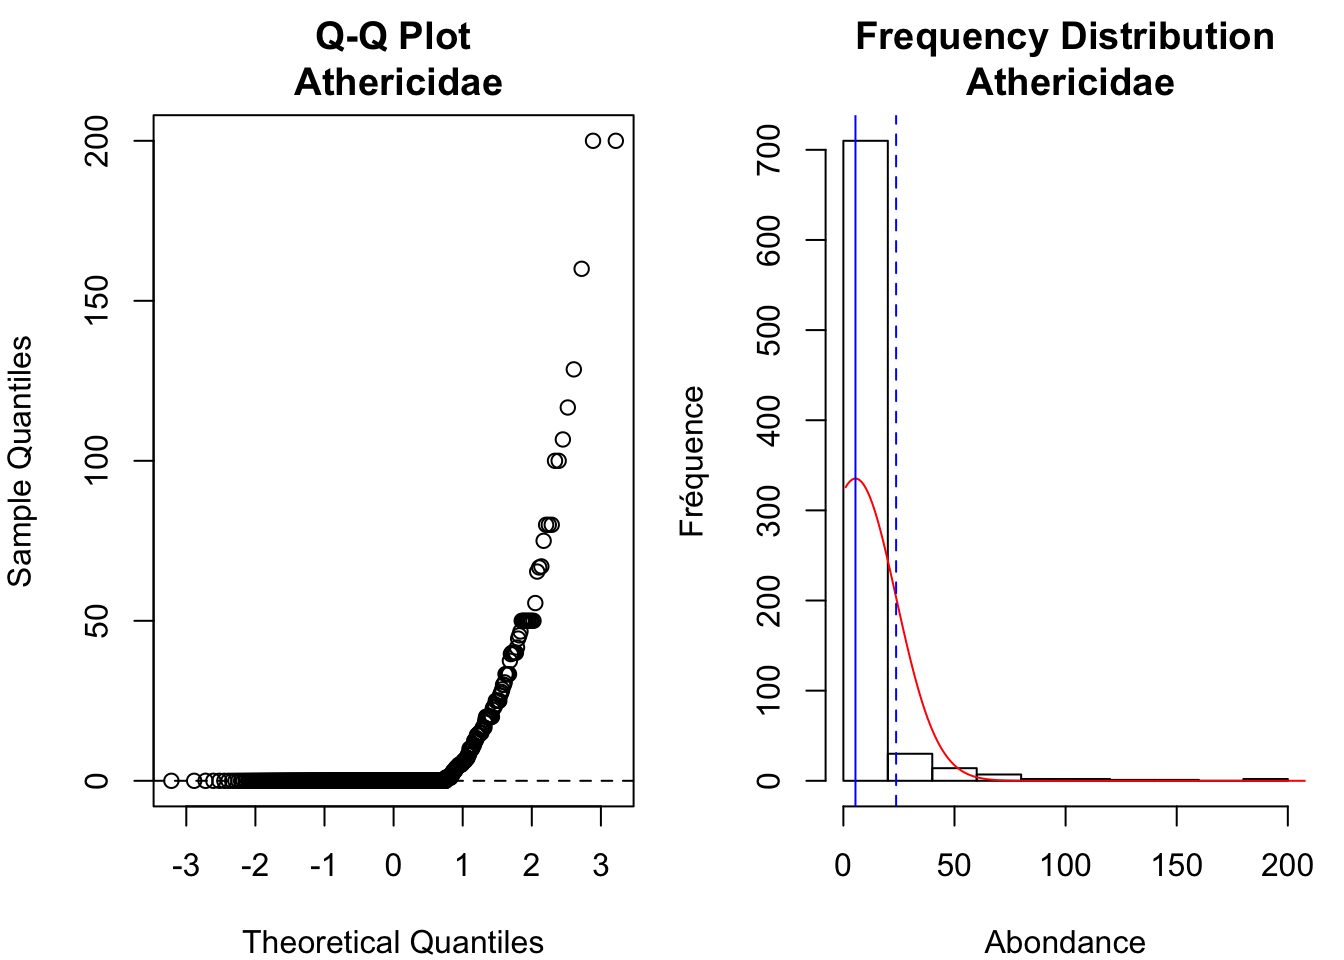 Q-Q Plot
Athericidae
Sample Quantiles
200
150
100
50
0
-3 -2 -1 0 1 2 3
Theoretical Quantiles
Frequency Distribution
Athericidae
Fréquence
700
600
500
400
300
200
100
0
0 50 100 150 200
Abondance